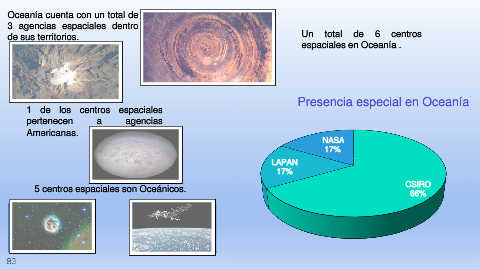 Oceanía cuenta con un total de
3 agencias espaciales dentro
de sus territorios.
Un total de 6 centros
espaciales en Oceanía .
1 de los centros espaciales
pertenecen a agencias
Americanas.
5 centros espaciales son Oceánicos.
Presencia especial en Oceanía
NASA
17%
LAPAN
17%
CSIRO
66%
83